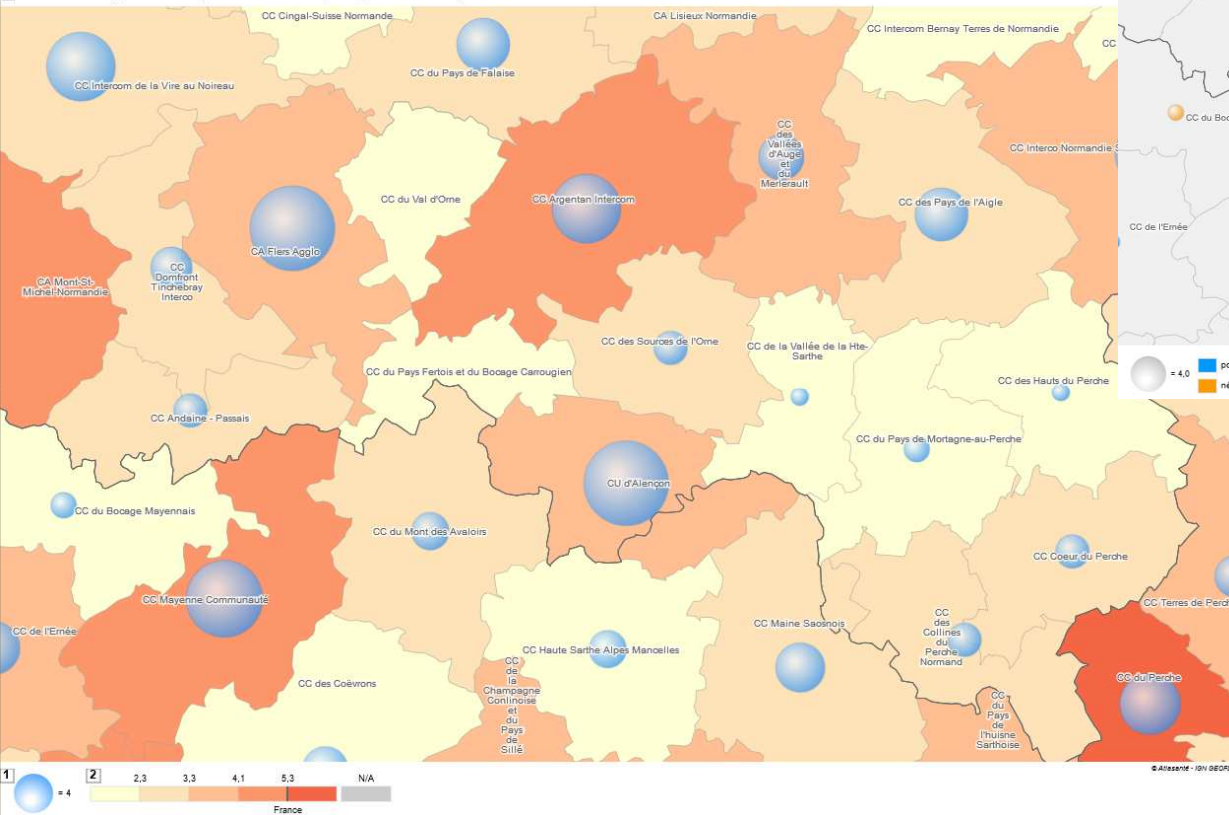 CC Cingal-Suisse Normande
CA Lisieux Normandie
CC Intercom Bernay Terres de Normandie
CC
CC Intercom de la Vire au Noireau
CC du Pays de Falaise
CC du Boc
CC
des
Vallées
d'Auge
et
du
Merlerault
CC Interco Normandie S
CC du Val d'Orne
CC Argentan Intercom
CC des Pays de l'Aigle
CC de l'Ernée
CA Flers Agglo
CC
Domfront
Tinchebray
Interco
CA Mont-St-
Michel-Normandie
CC des Sources de l'Orne
CC de la Vallée de la Hte-
Sarthe
CC du Pays Fertois et du Bocage Carrougien
CC des Hauts du Perche
= 4,0
po
né
CC Andaine - Passais
CC du Pays de Mortagne-au-Perche
CU d'Alençon
CC du Bocage Mayennais
CC du Mont des Avaloirs
CC Coeur du Perche
CC Mayenne Communauté
CC Terres de Perch
CC de l'Ernée
CC Maine Saosnois
CC
des
Collines
du
Perche
Normand
CC Haute Sarthe Alpes Mancelles
CC
de
la
Champagne
Conlinoise
et
du
Pays
de
Sillé
CC des Coëvrons
CC du Perche
CC
du
Pays
de
l'huisne
Sarthoise
© Atlasanté - IGN GEOF
1
= 4
2
2,3
3,3
4,1
5,3
N/A
France